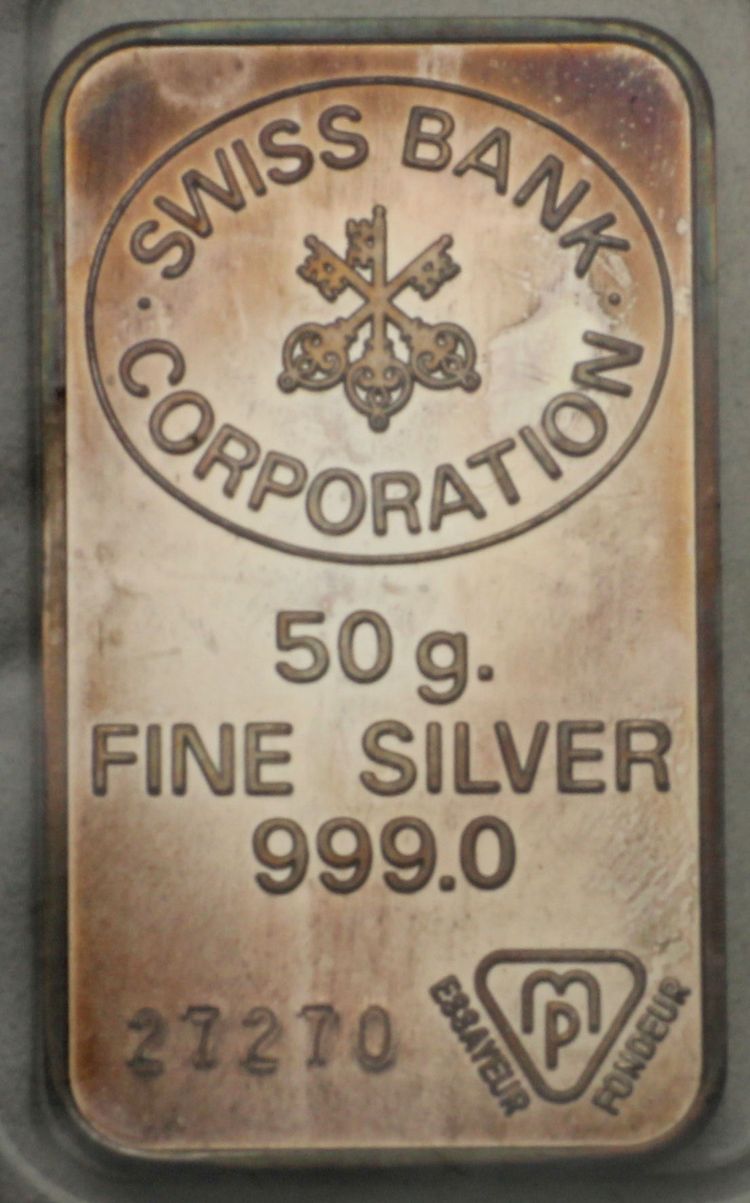 SWISS BANK
· CORPORATION ·
50 g.
FINE SILVER
999.0
27270
MP
ESSAYEUR
FONDEUR